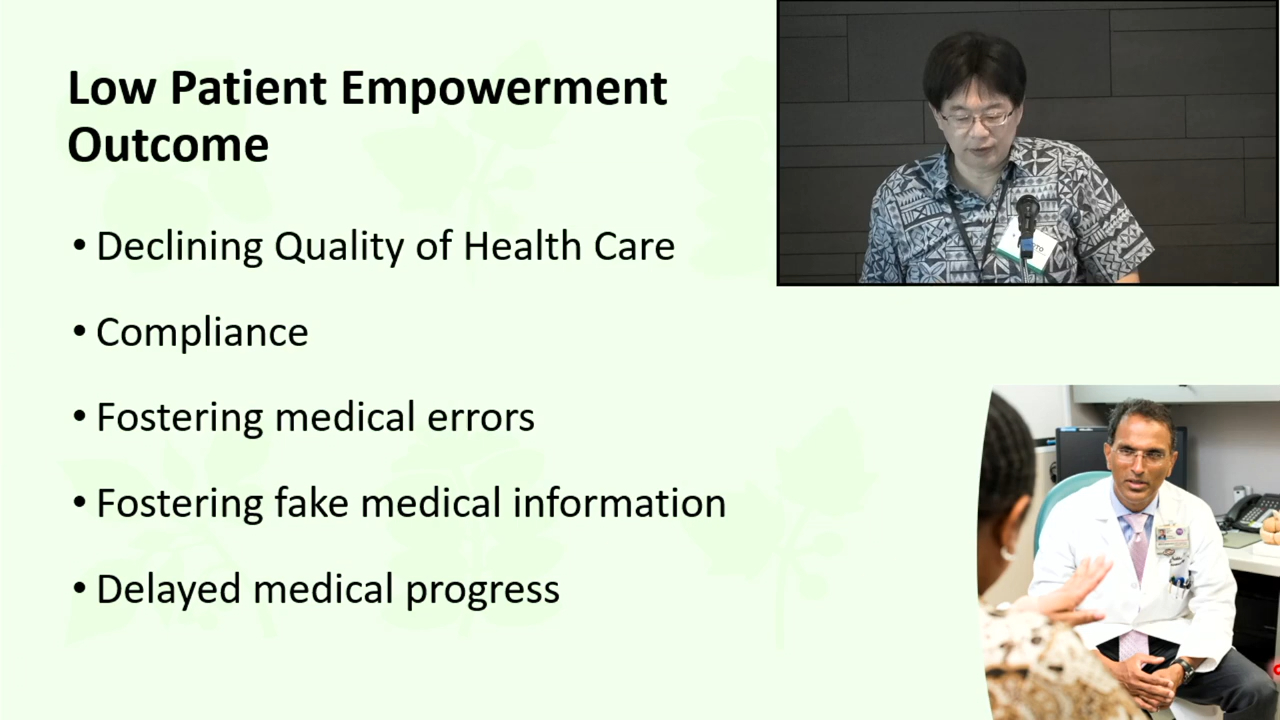 Low Patient Empowerment
Outcome
• Declining Quality of Health Care
• Compliance
• Fostering medical errors
• Fostering fake medical information
• Delayed medical progress